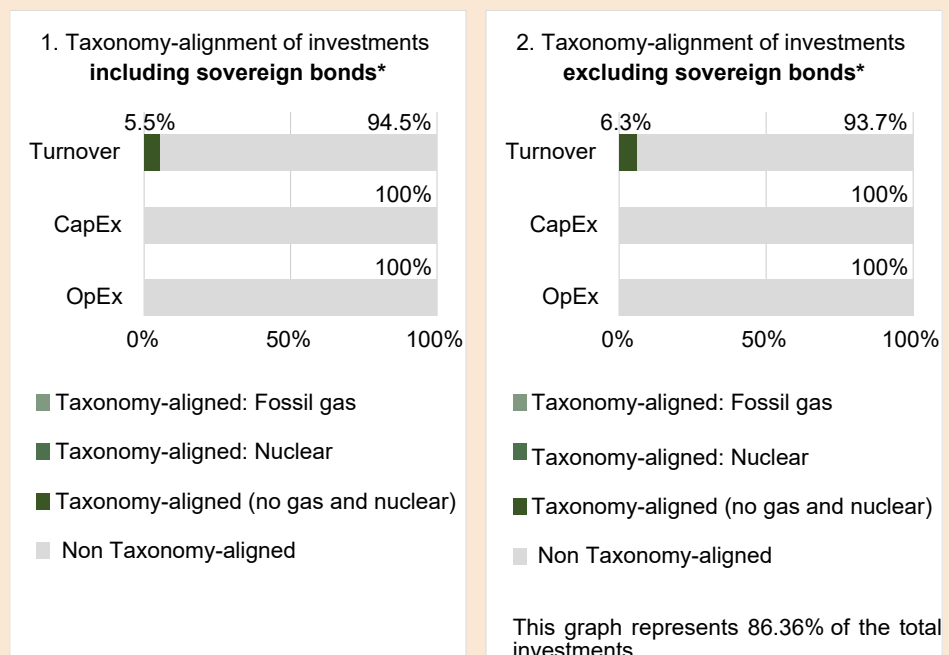 1. Taxonomy-alignment of investments
including sovereign bonds*
5.5% 94.5%
Turnover
100%
CapEx
100%
OpEx
0% 50% 100%
Taxonomy-aligned: Fossil gas
Taxonomy-aligned: Nuclear
Taxonomy-aligned (no gas and nuclear)
Non Taxonomy-aligned
2. Taxonomy-alignment of investments
excluding sovereign bonds*
6.3% 93.7%
Turnover
100%
CapEx
100%
OpEx
0% 50% 100%
Taxonomy-aligned: Fossil gas
Taxonomy-aligned: Nuclear
Taxonomy-aligned (no gas and nuclear)
Non Taxonomy-aligned
This graph represents 86.36% of the total
investments